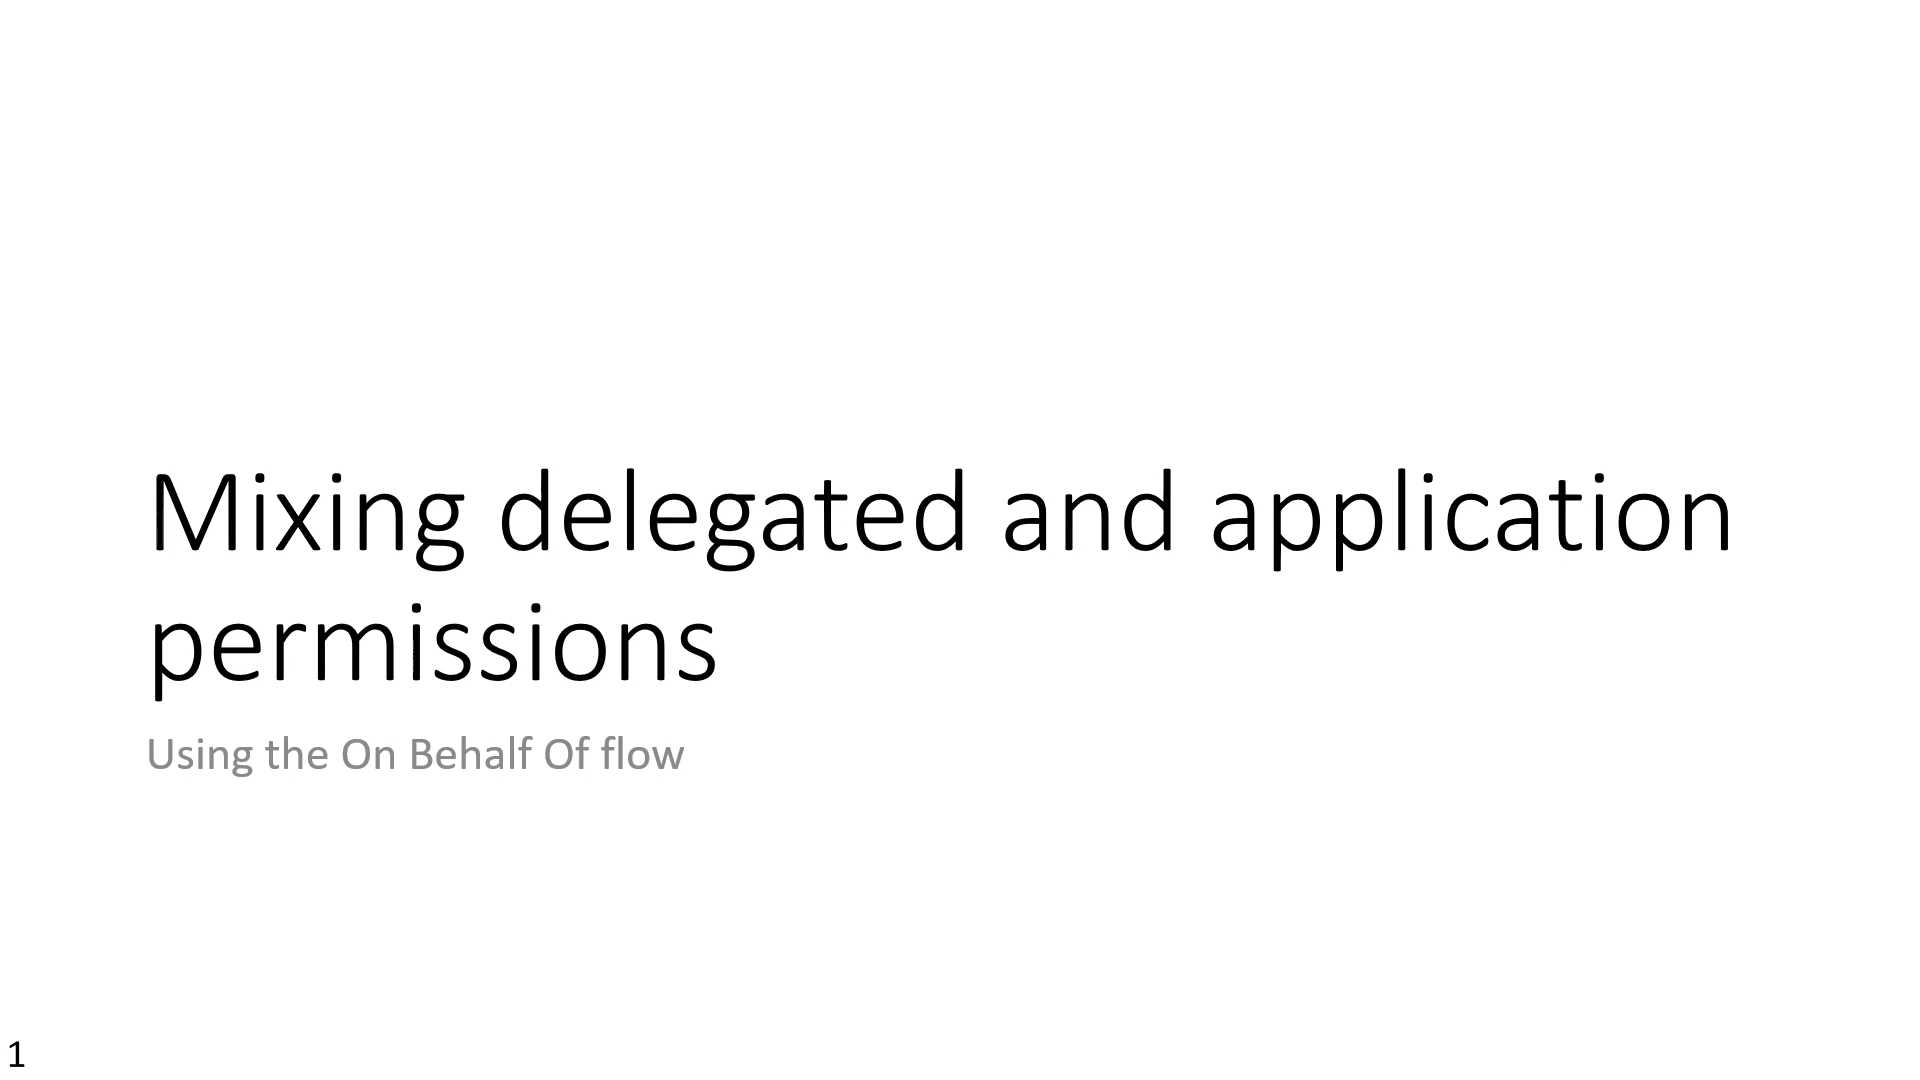 Mixing delegated and application
permissions
Using the On Behalf Of flow
1